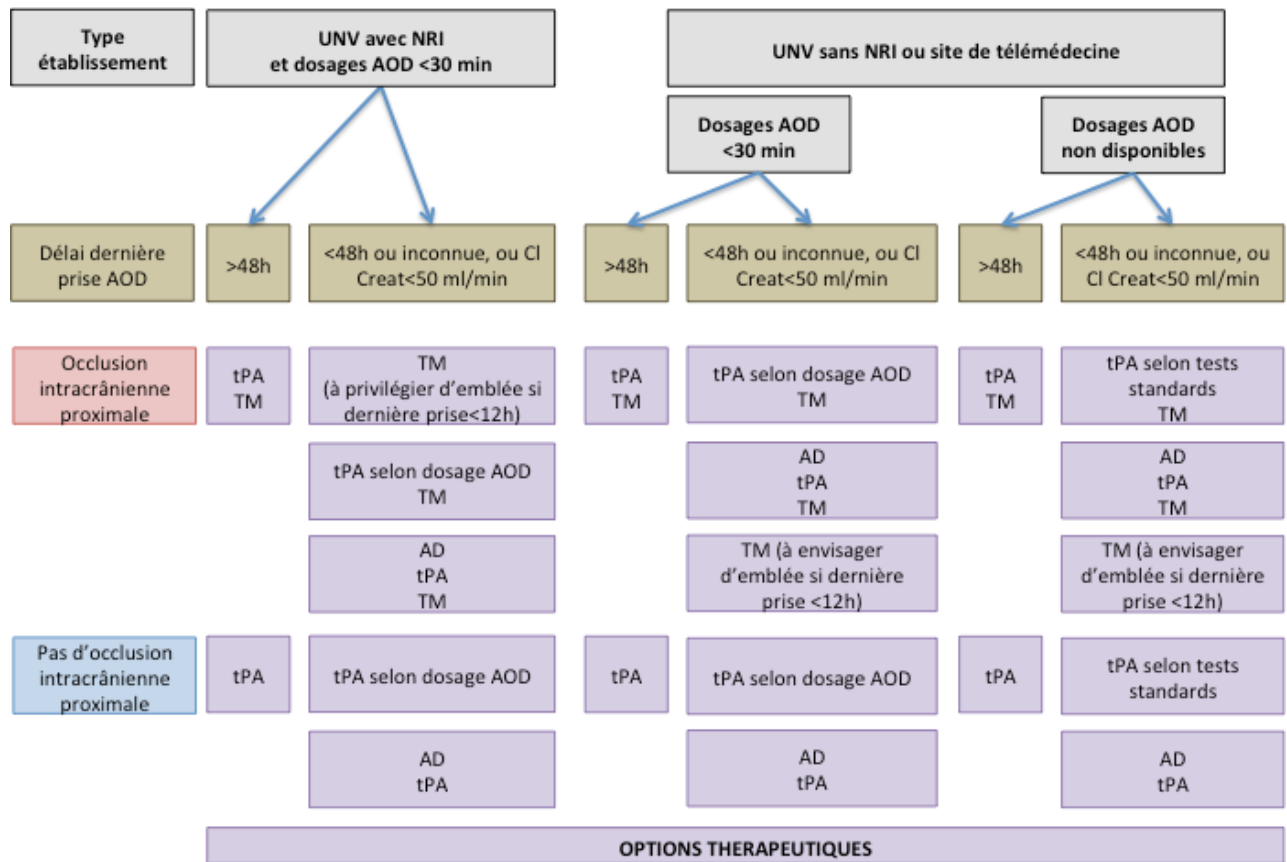 Type
établissement
UNV avec NRI
et dosages AOD <30 min
UNV sans NRI ou site de télémédecine
Dosages AOD
<30 min
Dosages AOD
non disponibles
Délai dernière
prise AOD
>48h
<48h ou inconnue, ou Cl
Creat<50 ml/min
>48h
<48h ou inconnue, ou Cl
Creat<50 ml/min
>48h
<48h ou inconnue, ou
Cl Creat<50 ml/min
Occlusion
intracrânienne
proximale
tPA
TM
TM
(à privilégier d'emblée si
dernière prise<12h)
tPA
TM
tPA selon dosage AOD
TM
tPA
TM
tPA selon tests
standards
TM
tPA selon dosage AOD
TM
AD
tPA
TM
AD
tPA
TM
AD
tPA
TM
TM (à envisager
d'emblée si dernière
prise <12h)
TM (à envisager
d'emblée si dernière
prise <12h)
Pas d'occlusion
intracrânienne
proximale
tPA
tPA selon dosage AOD
tPA
tPA selon dosage AOD
tPA
tPA selon tests
standards
AD
tPA
AD
tPA
AD
tPA
OPTIONS THERAPEUTIQUES